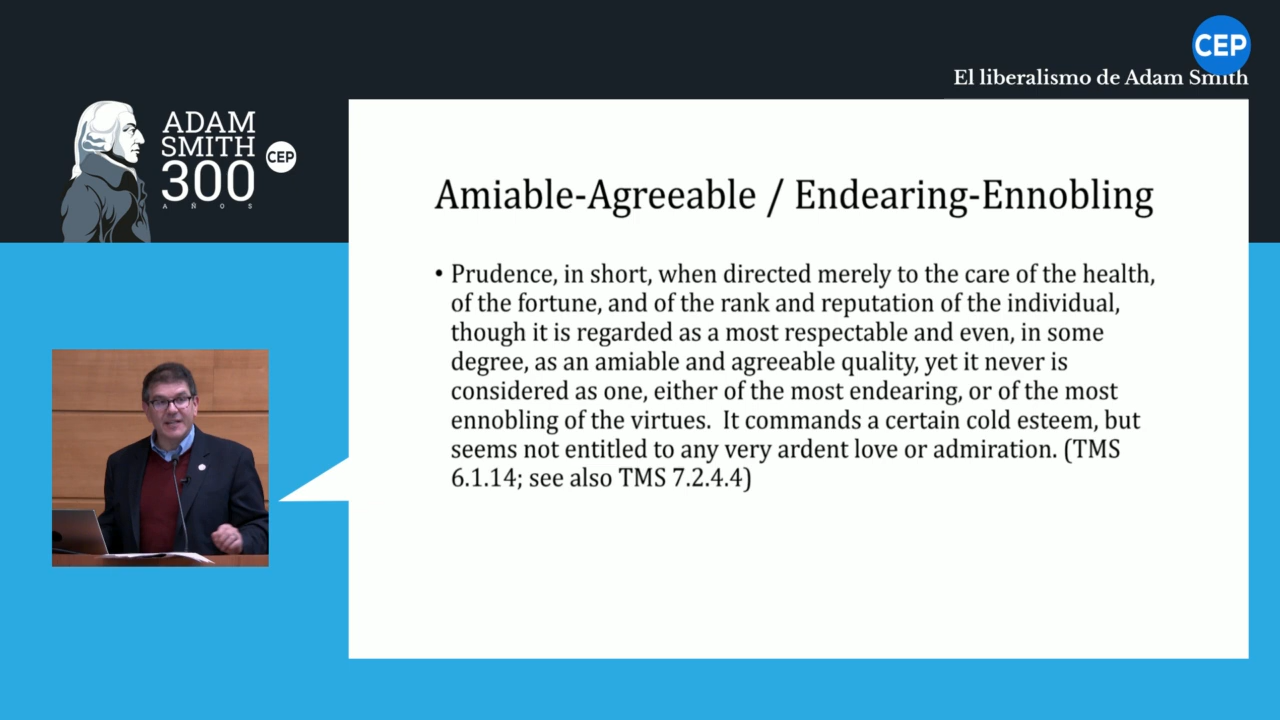 CEP
El liberalismo de Adam Smith
ADAM
SMITH
300
AÑOS
CEP
Amiable-Agreeable / Endearing-Ennobling
• Prudence, in short, when directed merely to the care of the health,
of the fortune, and of the rank and reputation of the individual,
though it is regarded as a most respectable and even, in some
degree, as an amiable and agreeable quality, yet it never is
considered as one, either of the most endearing, or of the most
ennobling of the virtues.  It commands a certain cold esteem, but
seems not entitled to any very ardent love or admiration. (TMS
6.1.14; see also TMS 7.2.4.4)